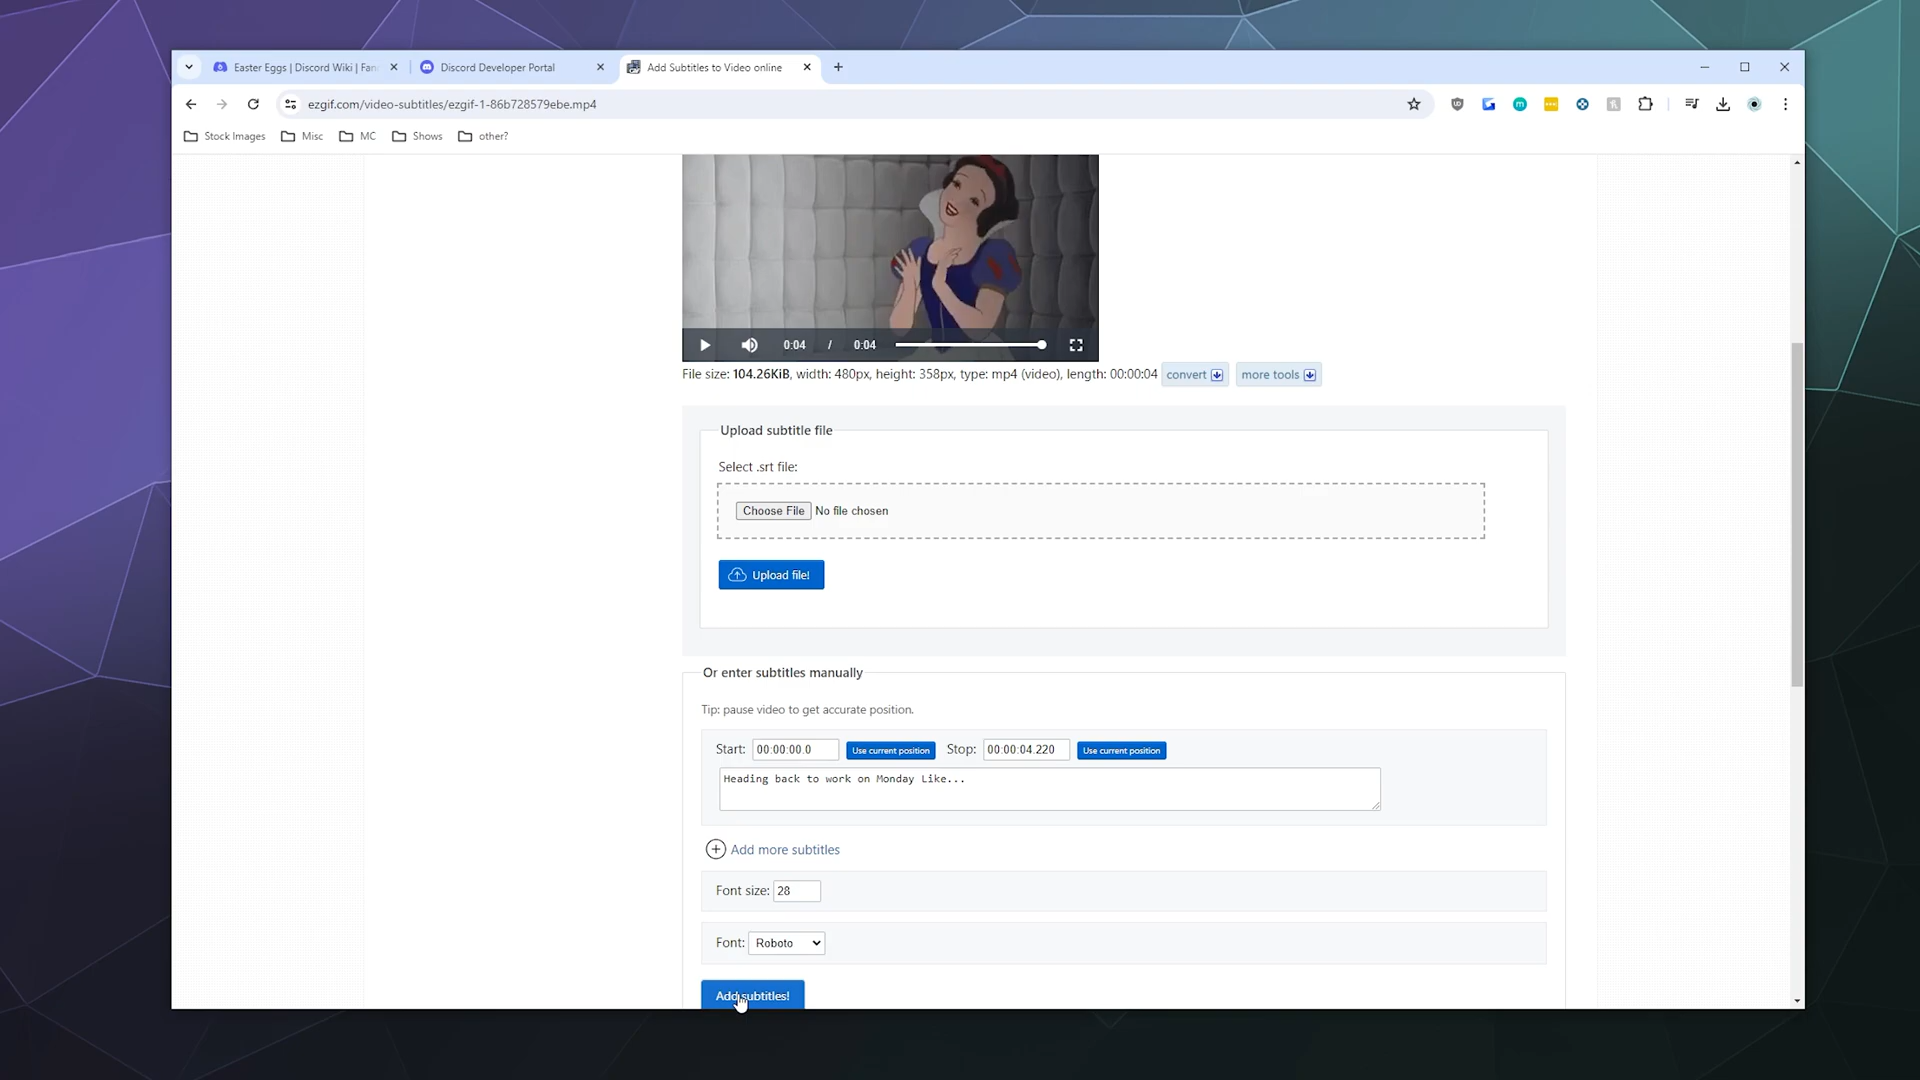 Easter Eggs | Discord Wiki | Fan
Discord Developer Portal
Add Subtitles to Video online
ezgif.com/video-subtitles/ezgif-1-86b728579ebe.mp4
Stock Images
Misc
MC
Shows
other?
0:04 / 0:04
File size: 104.26KiB, width: 480px, height: 358px, type: mp4 (video), length: 00:00:04
convert
more tools
Upload subtitle file
Select .srt file:
Choose File No file chosen
Upload file!
Or enter subtitles manually
Tip: pause video to get accurate position.
Start: 00:00:00.0 Use current position Stop: 00:00:04.220 Use current position
Heading back to work on Monday Like...
Add more subtitles
Font size: 28
Font: Roboto
Add subtitles!